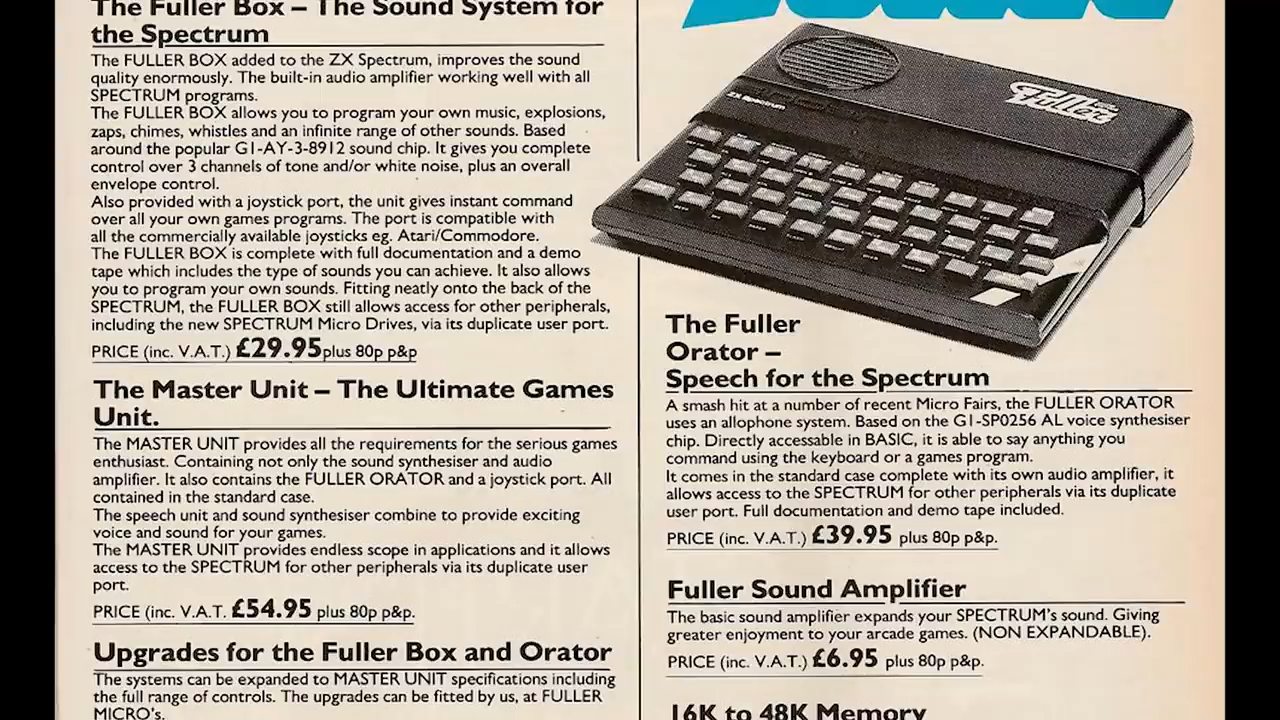 The Fuller Box – The Sound System for
the Spectrum
The FULLER BOX added to the ZX Spectrum, improves the sound
quality enormously. The built-in audio amplifier working well with all
SPECTRUM programs.
The FULLER BOX allows you to program your own music, explosions,
zaps, chimes, whistles and an infinite range of other sounds. Based
around the popular G1-AY-3-8912 sound chip. It gives you complete
control over 3 channels of tone and/or white noise, plus an overall
envelope control.
Also provided with a joystick port, the unit gives instant command
over all your own games programs. The port is compatible with
all the commercially available joysticks eg. Atari/Commodore.
The FULLER BOX is complete with full documentation and a demo
tape which includes the type of sounds you can achieve. It also allows
you to program your own sounds. Fitting neatly onto the back of the
SPECTRUM, the FULLER BOX still allows access for other peripherals,
including the new SPECTRUM Micro Drives, via its duplicate user port.
PRICE (inc. V.A.T.) £29.95 plus 80p p&p
The Master Unit – The Ultimate Games
Unit.
The MASTER UNIT provides all the requirements for the serious games
enthusiast. Containing not only the sound synthesiser and audio
amplifier. It also contains the FULLER ORATOR and a joystick port. All
contained in the standard case.
The speech unit and sound synthesiser combine to provide exciting
voice and sound for your games.
The MASTER UNIT provides endless scope in applications and it allows
access to the SPECTRUM for other peripherals via its duplicate user
port.
PRICE (inc. V.A.T. £54.95 plus 80p p&p.
Upgrades for the Fuller Box and Orator
The systems can be expanded to MASTER UNIT specifications including
the full range of controls. The upgrades can be fitted by us, at FULLER
MICRO's.
Fuller
ZX Spectrum
The Fuller
Orator –
Speech for the Spectrum
A smash hit at a number of recent Micro Fairs, the FULLER ORATOR
uses an allophone system. Based on the G1-SP0256 AL voice synthesiser
chip. Directly accessable in BASIC, it is able to say anything you
command using the keyboard or a games program.
It comes in the standard case complete with its own audio amplifier, it
allows access to the SPECTRUM for other peripherals via its duplicate
user port. Full documentation and demo tape included.
PRICE (inc. V.A.T.) £39.95 plus 80p p&p.
Fuller Sound Amplifier
The basic sound amplifier expands your SPECTRUM's sound. Giving
greater enjoyment to your arcade games. (NON EXPANDABLE).
PRICE (inc. V.A.T.) £6.95 plus 80p p&p.
16K to 48K Memory